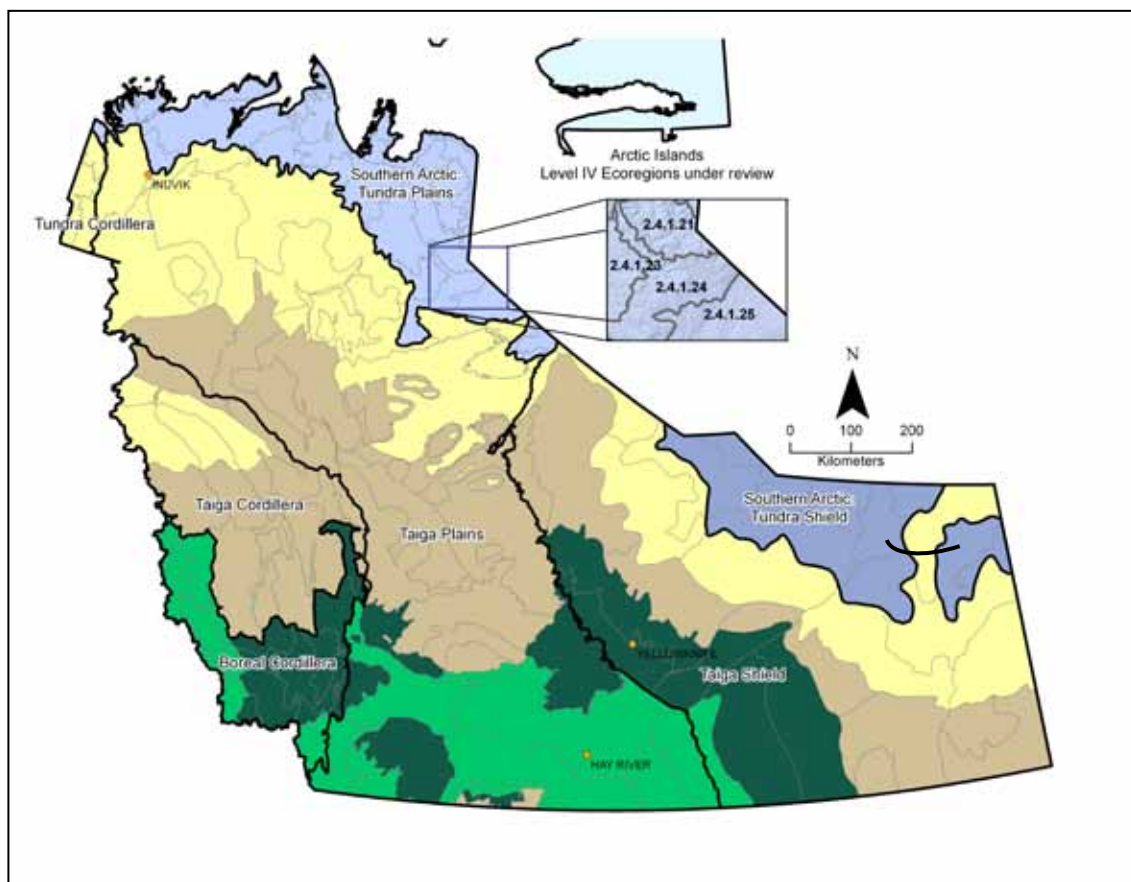 Arctic Islands
Level IV Ecoregions under review
INUVIK
Southern Arctic
Tundra Plains
Tundra Cordillera
2.4.1.21
2.4.1.23
2.4.1.24
2.4.1.25
N
0 100 200
Kilometers
Southern Arctic
Tundra Shield
Taiga Cordillera
Taiga Plains
YELLOWKNIFE
Boreal Cordillera
Taiga Shield
HAY RIVER